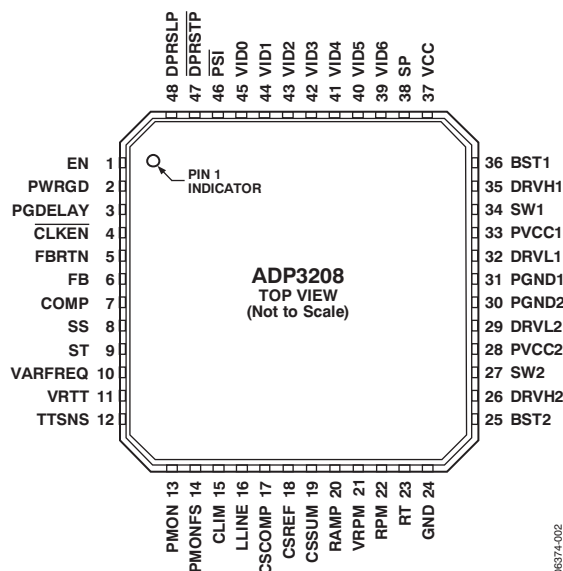 48 DPRSLP
47 DPRSTP
46 PSI
45 VID0
44 VID1
43 VID2
42 VID3
41 VID4
40 VID5
39 VID6
38 SP
37 VCC
EN 1
PWRGD 2
PGDELAY 3
CLKEN 4
FBRTN 5
FB 6
COMP 7
SS 8
ST 9
VARFREQ 10
VRTT 11
TTSNS 12
PIN 1
INDICATOR
ADP3208
TOP VIEW
(Not to Scale)
36 BST1
35 DRVH1
34 SW1
33 PVCC1
32 DRVL1
31 PGND1
30 PGND2
29 DRVL2
28 PVCC2
27 SW2
26 DRVH2
25 BST2
PMON 13
PMONFS 14
CLIM 15
LLINE 16
CSCOMP 17
CSREF 18
CSSUM 19
RAMP 20
VRPM 21
RPM 22
RT 23
GND 24
06374-002